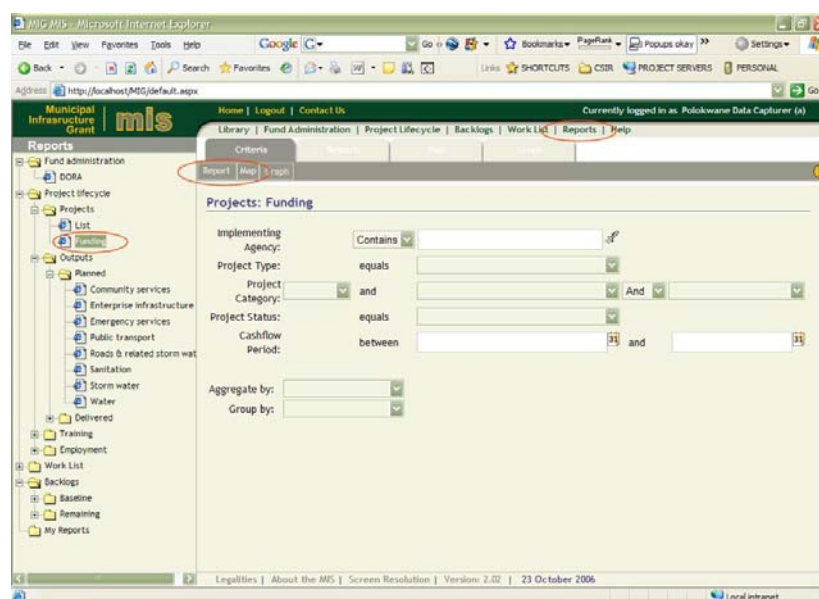 MIG MIS - Microsoft Internet Explorer
File Edit View Favorites Tools Help
Google G Go Bookmarks PageRank Popups okay Settings
Back Search Favorites Links SHORTCUTS CSIR PROJECT SERVERS PERSONAL
Address http://localhost/MIG/default.aspx Go
Municipal Infrasructure Grant mis
Home | Logout | Contact Us Currently logged in as Polokwane Data Capturer (a)
Library | Fund Administration | Project Lifecycle | Backlogs | Work List | Reports | Help
Reports
Criteria
Report Map Graph
Fund administration
DORA
Project lifecycle
Projects
List
Funding
Outputs
Planned
Community services
Enterprise infrastructure
Emergency services
Public transport
Roads & related storm wat
Sanitation
Storm water
Water
Delivered
Training
Employment
Work List
Backlogs
Baseline
Remaining
My Reports
Projects: Funding
Implementing Agency: Contains
Project Type: equals
Project Category: and And
Project Status: equals
Cashflow Period: between 31 and 31
Aggregate by:
Group by:
Legalities | About the MIS | Screen Resolution | Version: 2.02 | 23 October 2006
Local intranet